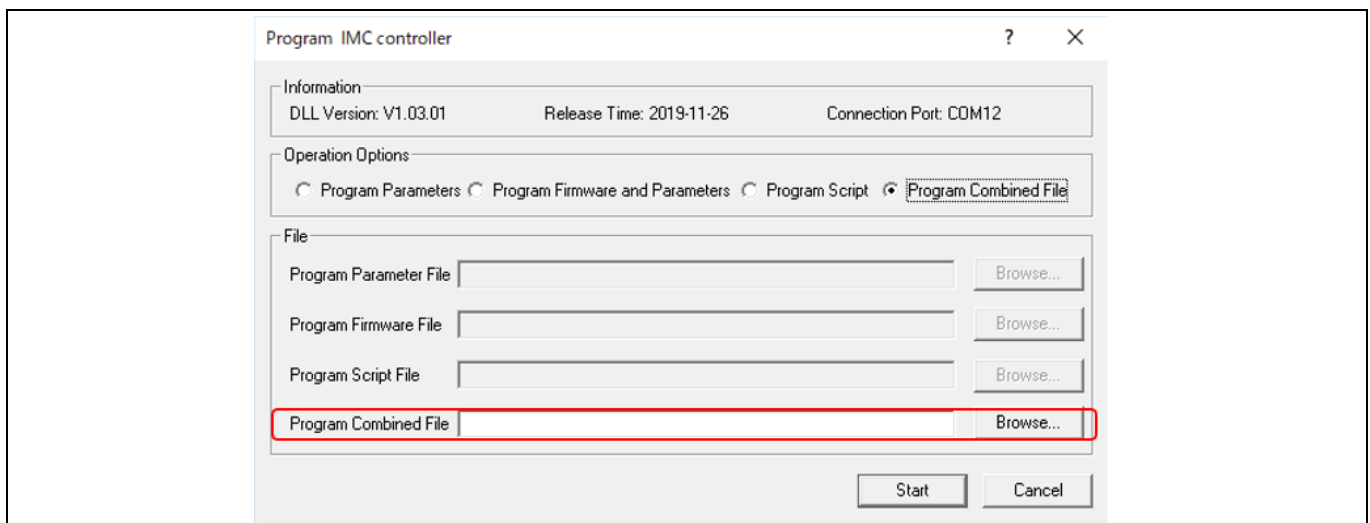 Program IMC controller ? ✕
Information
DLL Version: V1.03.01 Release Time: 2019-11-26 Connection Port: COM12
Operation Options
Program Parameters Program Firmware and Parameters Program Script Program Combined File
File
Program Parameter File Browse...
Program Firmware File Browse...
Program Script File Browse...
Program Combined File Browse...
Start Cancel